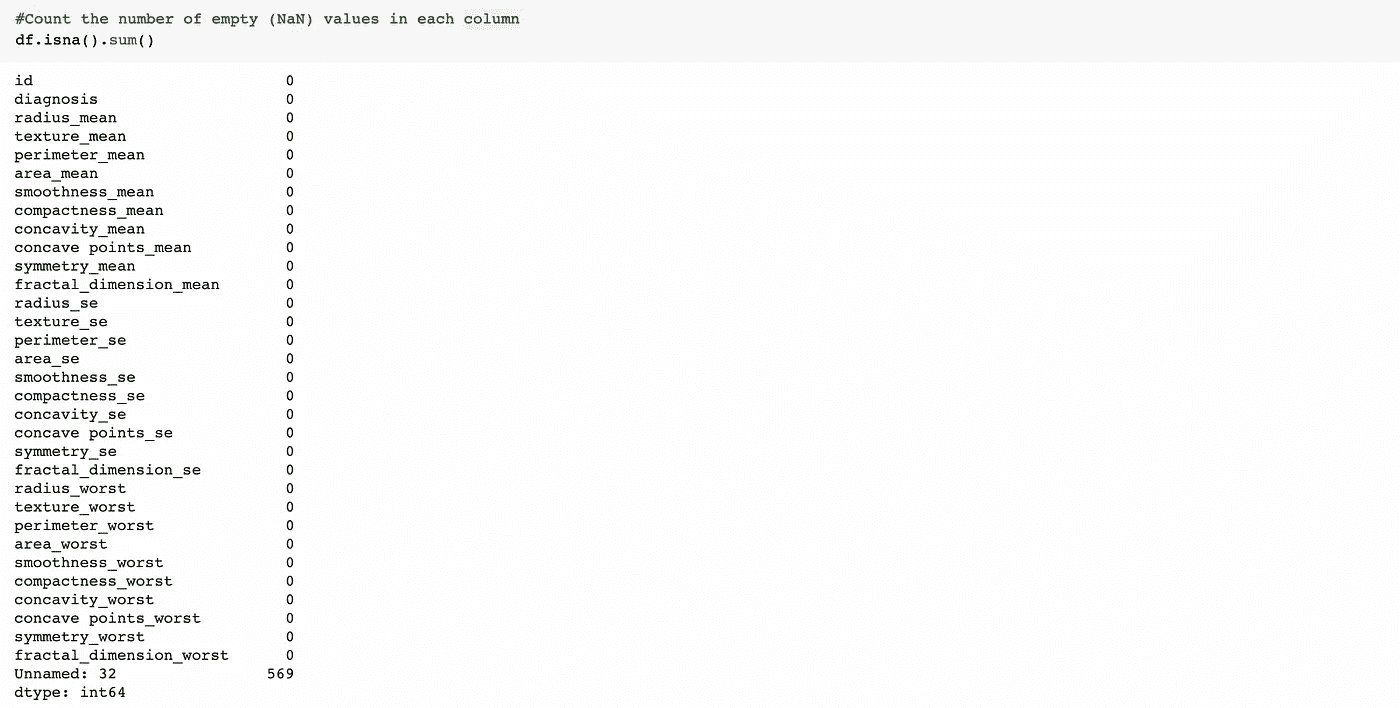 #Count the number of empty (NaN) values in each column
df.isna().sum()
id 0
diagnosis 0
radius_mean 0
texture_mean 0
perimeter_mean 0
area_mean 0
smoothness_mean 0
compactness_mean 0
concavity_mean 0
concave points_mean 0
symmetry_mean 0
fractal_dimension_mean 0
radius_se 0
texture_se 0
perimeter_se 0
area_se 0
smoothness_se 0
compactness_se 0
concavity_se 0
concave points_se 0
symmetry_se 0
fractal_dimension_se 0
radius_worst 0
texture_worst 0
perimeter_worst 0
area_worst 0
smoothness_worst 0
compactness_worst 0
concavity_worst 0
concave points_worst 0
symmetry_worst 0
fractal_dimension_worst 0
Unnamed: 32 569
dtype: int64